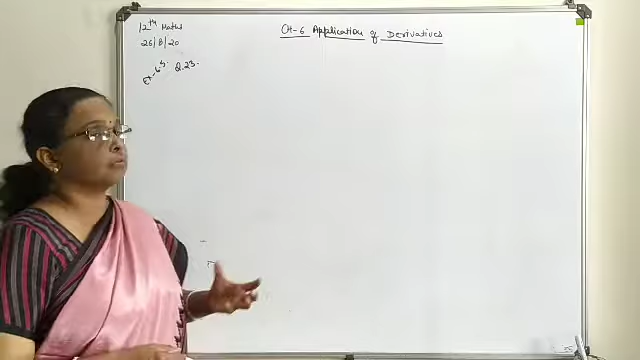 12th Maths
CH-6 Application of Derivatives
26/8/20
Ex-6.5 Q.23.